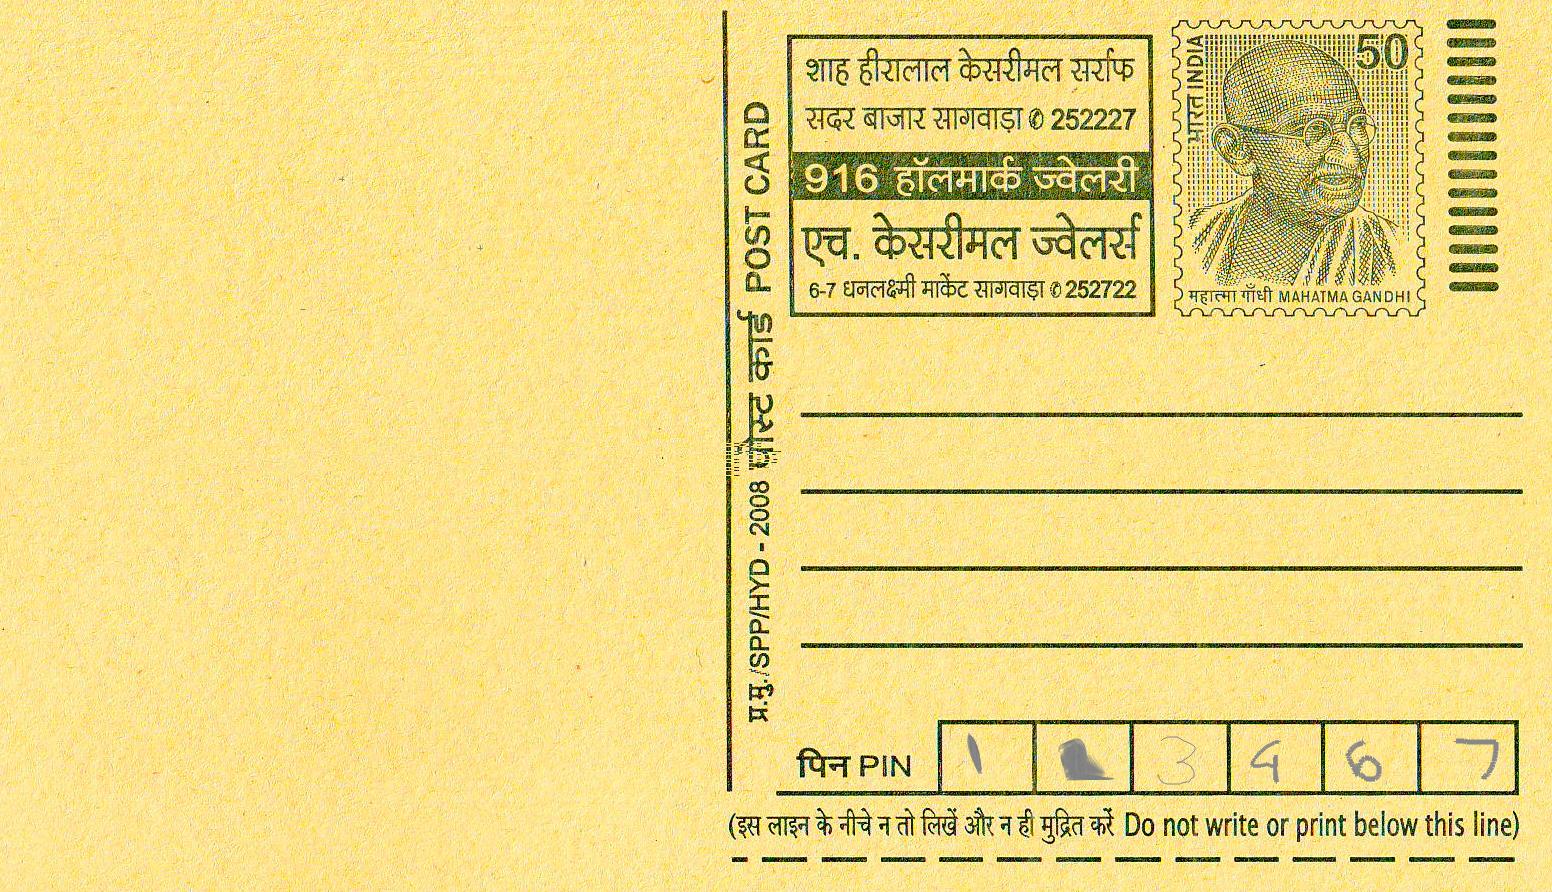 शाह हीरालाल केसरीमल सर्राफ
सदर बाजार सागवाड़ा ✆ 252227
916 हॉलमार्क ज्वेलरी
एच. केसरीमल ज्वेलर्स
6-7 धनलक्ष्मी मार्केट सागवाड़ा ✆ 252722
भारत INDIA
50
महात्मा गाँधी MAHATMA GANDHI
प्र.मु./SPP/HYD - 2008 पोस्ट कार्ड POST CARD
पिन PIN 1 3 6 7
(इस लाइन के नीचे न तो लिखें और न ही मुद्रित करें Do not write or print below this line)